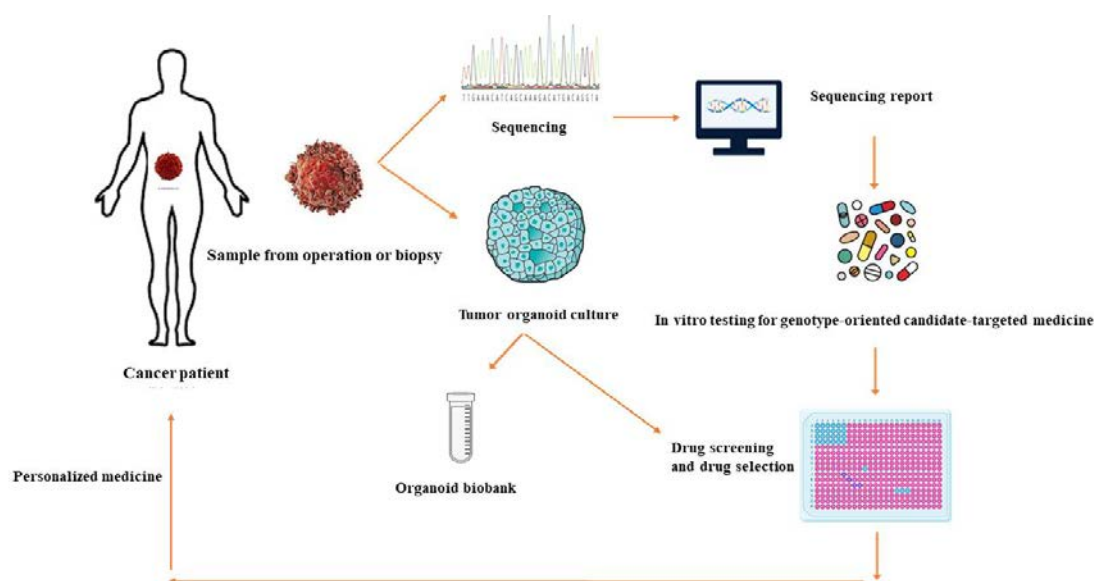 TTGAAACATCAGCAAAGACATGACAGGTA
Sequencing
Sequencing report
Sample from operation or biopsy
Tumor organoid culture
In vitro testing for genotype-oriented candidate-targeted medicine
Cancer patient
Personalized medicine
Organoid biobank
Drug screening
and drug selection